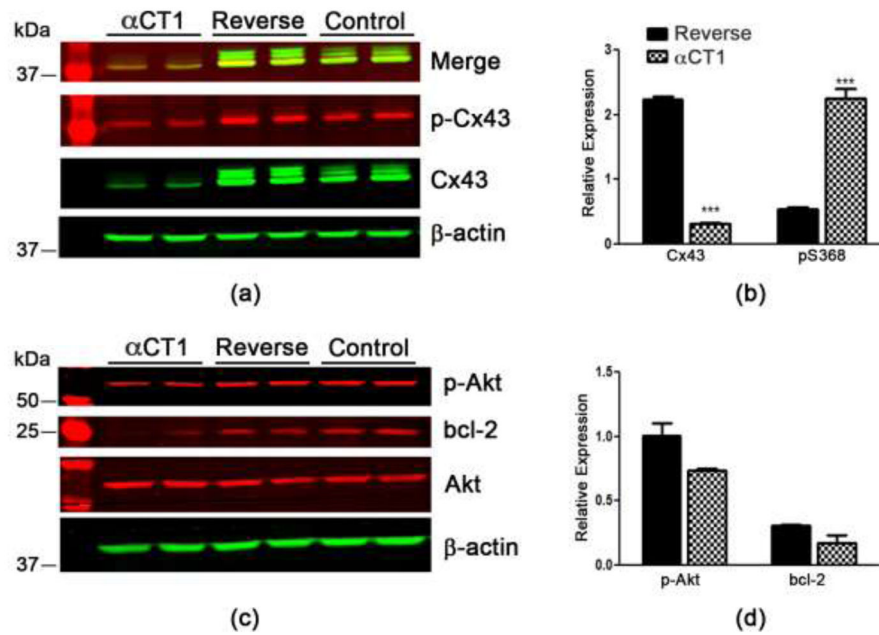 kDa
αCT1 Reverse Control
Merge
37
p-Cx43
Cx43
β-actin
37
(a)
Reverse
αCT1
Relative Expression
3
2
1
0
***
***
Cx43 pS368
(b)
kDa
αCT1 Reverse Control
p-Akt
50
25
bcl-2
Akt
β-actin
37
(c)
Relative Expression
1.5
1.0
0.5
0.0
p-Akt bcl-2
(d)